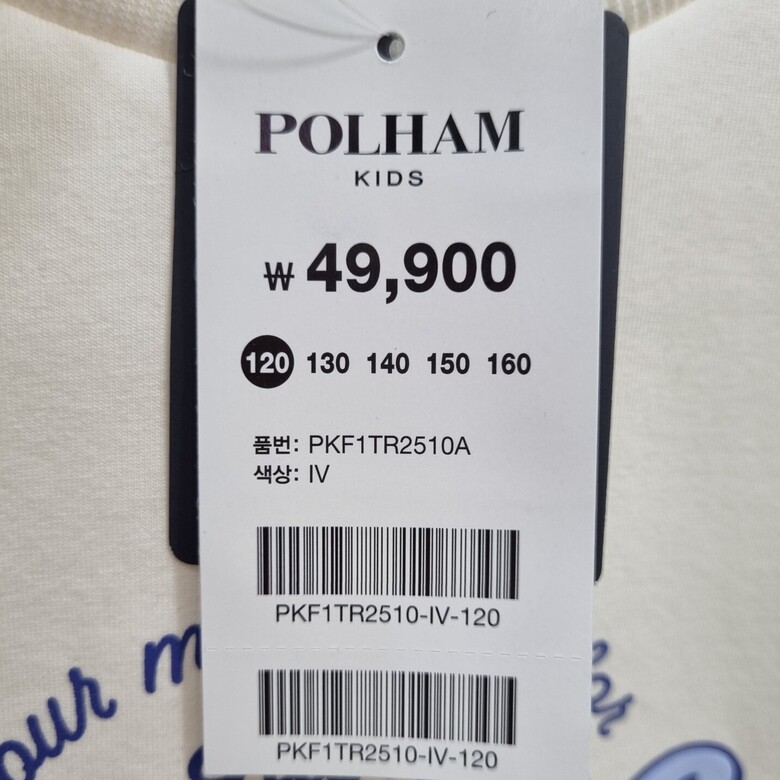 POLHAM
KIDS
₩ 49,900
120 130 140 150 160
품번: PKF1TR2510A
색상: IV
PKF1TR2510-IV-120
our
PKF1TR2510-IV-120